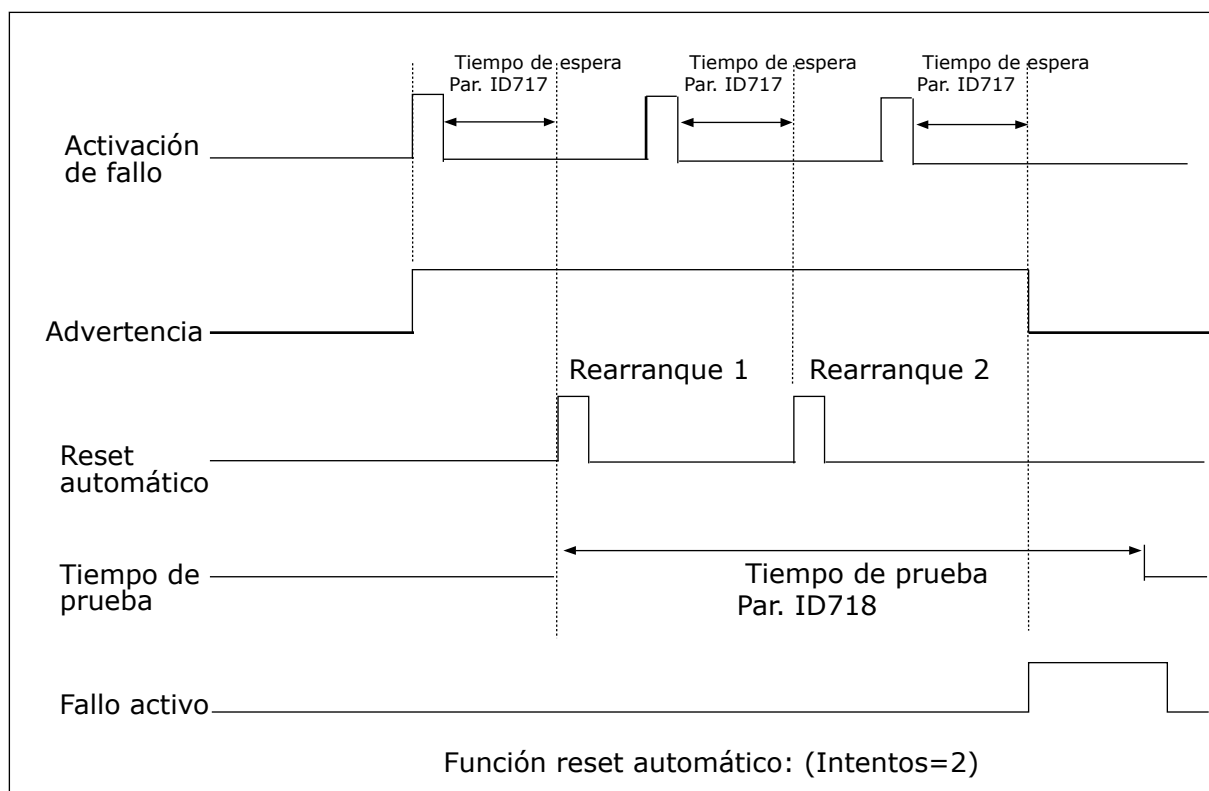 Tiempo de espera
Par. ID717
Tiempo de espera
Par. ID717
Tiempo de espera
Par. ID717
Activación
de fallo
Advertencia
Rearranque 1
Rearranque 2
Reset
automático
Tiempo de
prueba
Tiempo de prueba
Par. ID718
Fallo activo
Función reset automático: (Intentos=2)